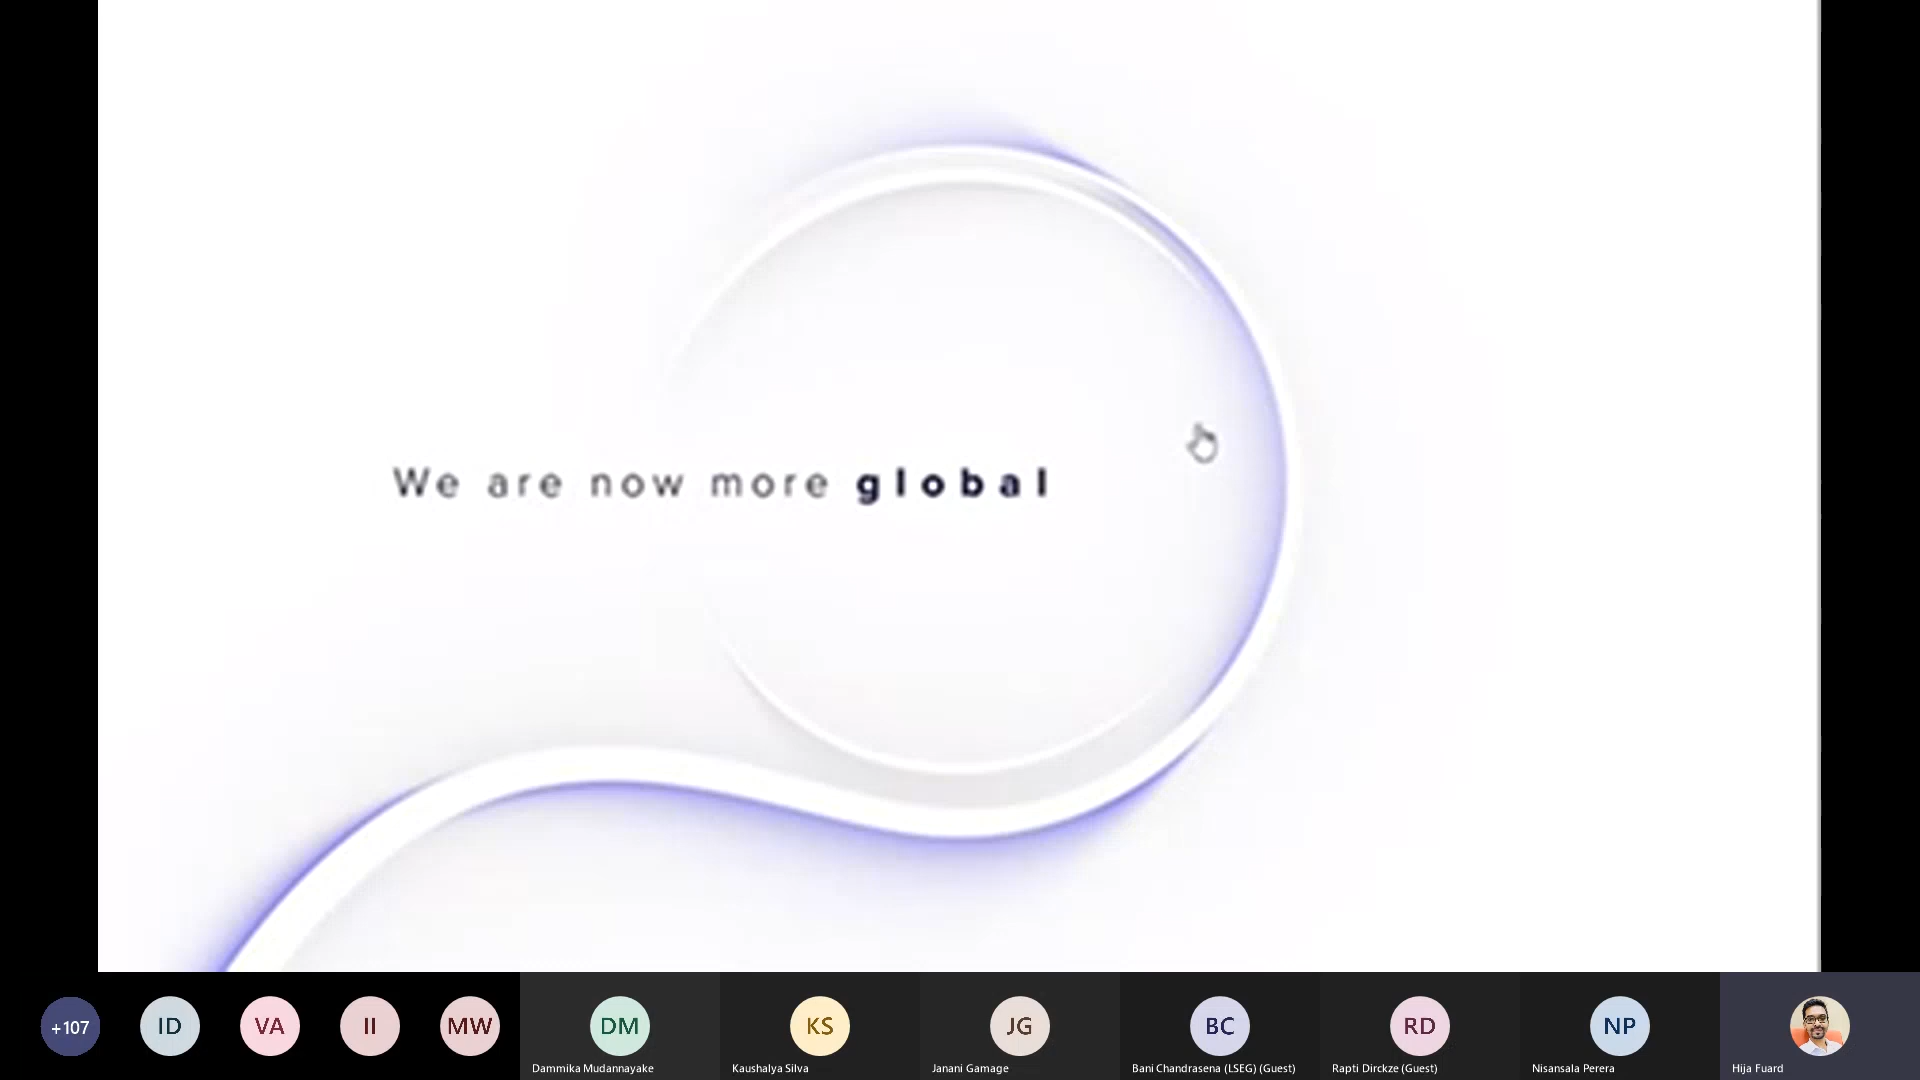 We are now more global
+107
ID
VA
II
MW
DM
KS
JG
BC
RD
NP
Dammika Mudannayake
Kaushalya Silva
Janani Gamage
Bani Chandrasena (LSEG) (Guest)
Rapti Dirckze (Guest)
Nisansala Perera
Hija Fuard